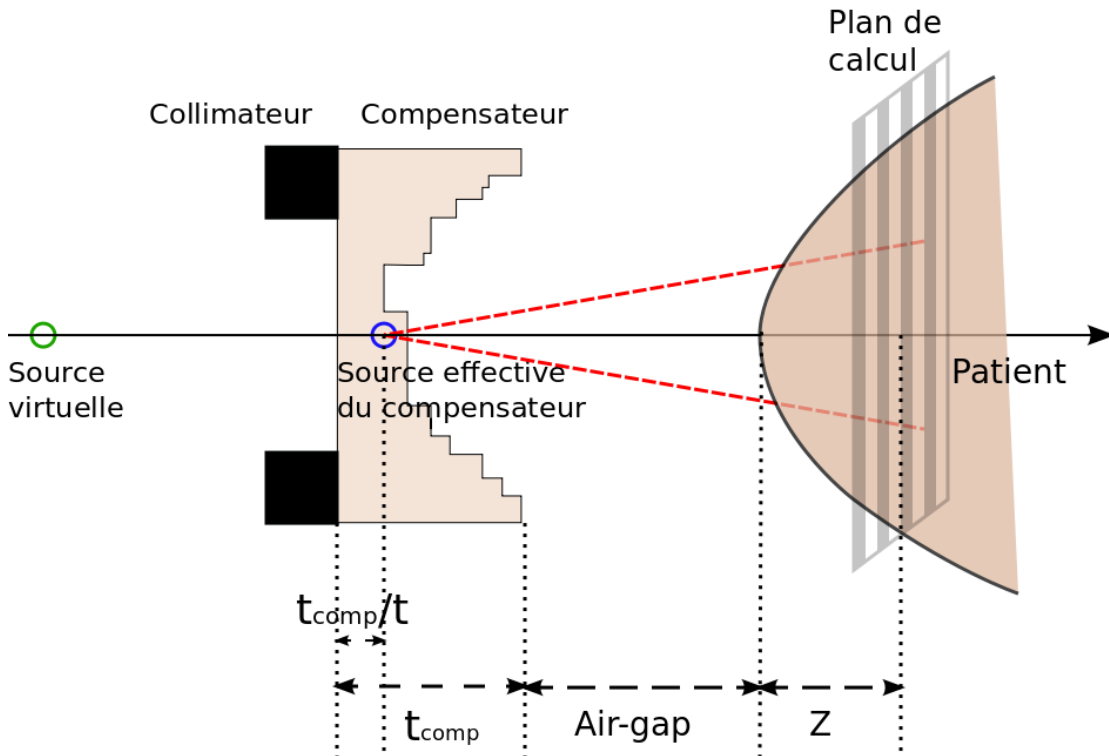 Plan de
calcul
Collimateur
Compensateur
Source
virtuelle
Source effective
du compensateur
Patient
tcomp/t
tcomp
Air-gap
Z